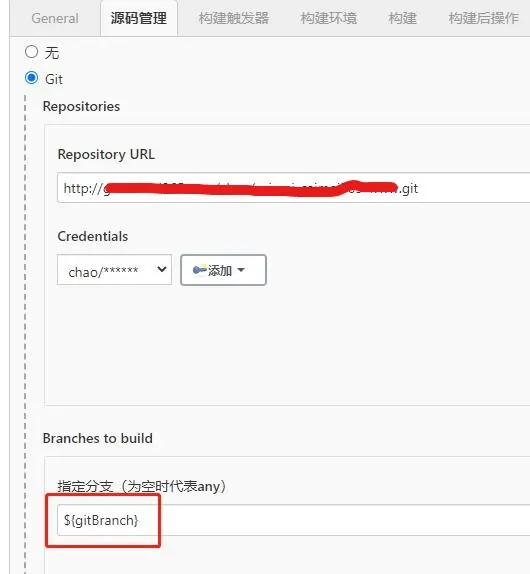 General 源码管理 构建触发器 构建环境 构建 构建后操作
无
Git
Repositories
Repository URL
http://g .git
Credentials
chao/****** 添加
Branches to build
指定分支（为空时代表any）
${gitBranch}